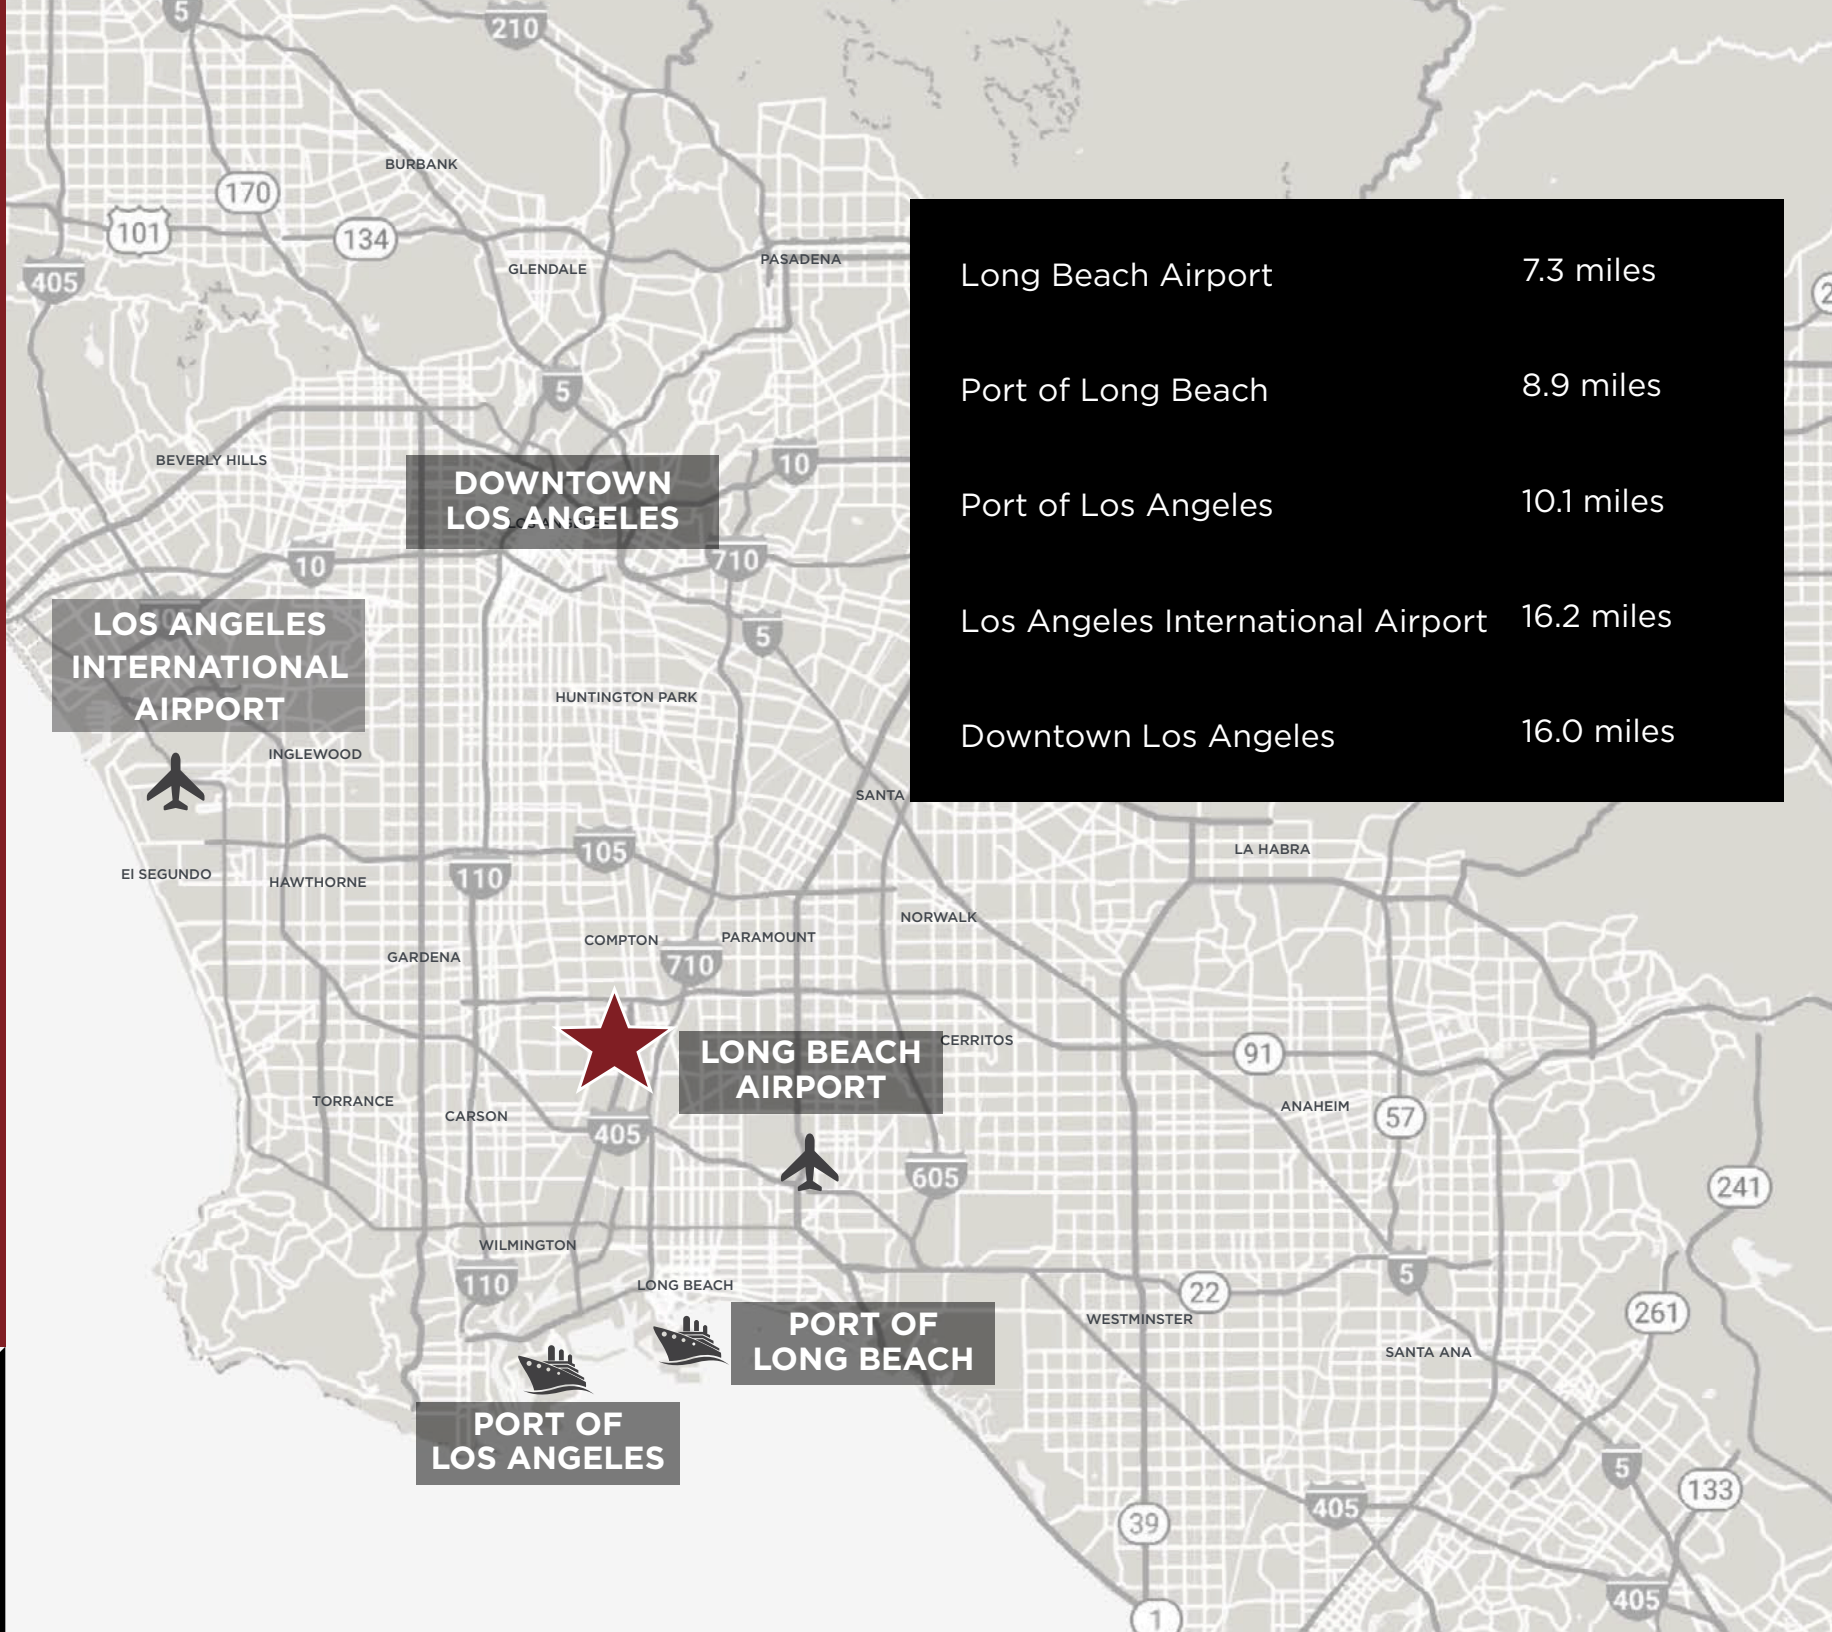 5
210
BURBANK
170
101
134
405
GLENDALE
PASADENA
Long Beach Airport 7.3 miles
Port of Long Beach 8.9 miles
Port of Los Angeles 10.1 miles
Los Angeles International Airport 16.2 miles
Downtown Los Angeles 16.0 miles
5
BEVERLY HILLS
10
DOWNTOWN
LOS ANGELES
10
710
LOS ANGELES
INTERNATIONAL
AIRPORT
5
HUNTINGTON PARK
INGLEWOOD
SANTA
105
LA HABRA
El SEGUNDO
HAWTHORNE
110
NORWALK
COMPTON
PARAMOUNT
GARDENA
710
LONG BEACH
AIRPORT
CERRITOS
91
TORRANCE
CARSON
ANAHEIM
57
405
605
241
WILMINGTON
110
LONG BEACH
5
22
261
WESTMINSTER
PORT OF
LONG BEACH
SANTA ANA
PORT OF
LOS ANGELES
5
133
405
39
405
1